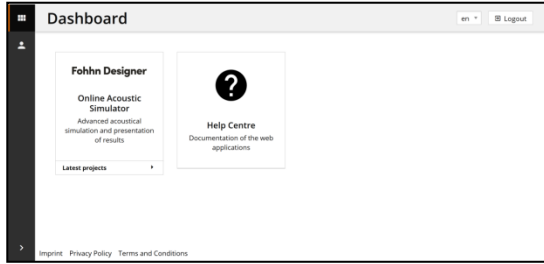 Dashboard
en
Logout
Fohhn Designer
Online Acoustic
Simulator
Advanced acoustical
simulation and presentation
of results
Latest projects
Help Centre
Documentation of the web
applications
Imprint Privacy Policy Terms and Conditions